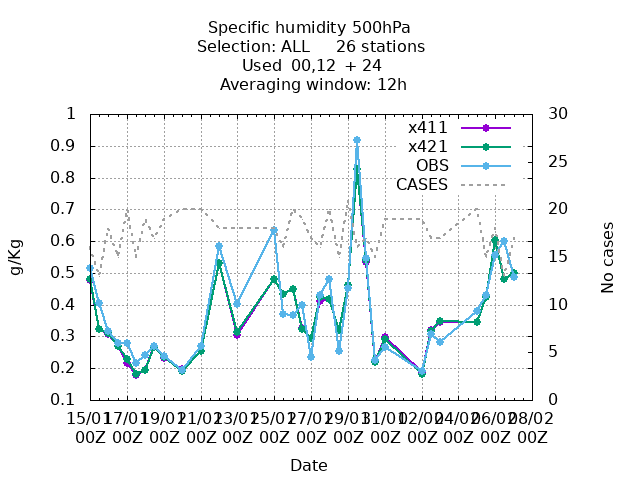 Specific humidity 500hPa
Selection: ALL 26 stations
Used 00,12 + 24
Averaging window: 12h
1
0.9
0.8
0.7
0.6
0.5
0.4
0.3
0.2
0.1
g/Kg
30
25
20
15
10
5
0
No cases
x411
x421
OBS
CASES
15/01 17/01 19/01 21/01 23/01 25/01 27/01 29/01 31/01 02/02 04/02 06/02 08/02
00Z 00Z 00Z 00Z 00Z 00Z 00Z 00Z 00Z 00Z 00Z 00Z 00Z
Date